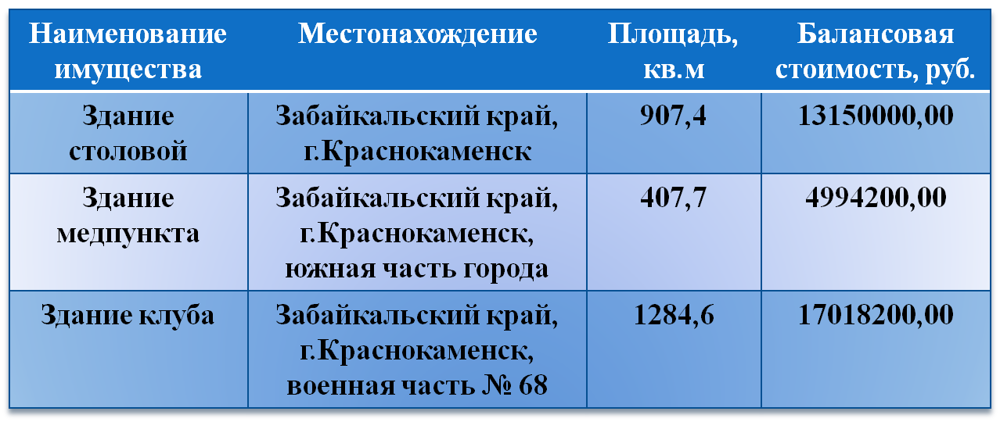 Наименование имущества
Местонахождение
Площадь, кв.м
Балансовая стоимость, руб.
Здание столовой
Забайкальский край, г.Краснокаменск
907,4
13150000,00
Здание медпункта
Забайкальский край, г.Краснокаменск, южная часть города
407,7
4994200,00
Здание клуба
Забайкальский край, г.Краснокаменск, военная часть № 68
1284,6
17018200,00